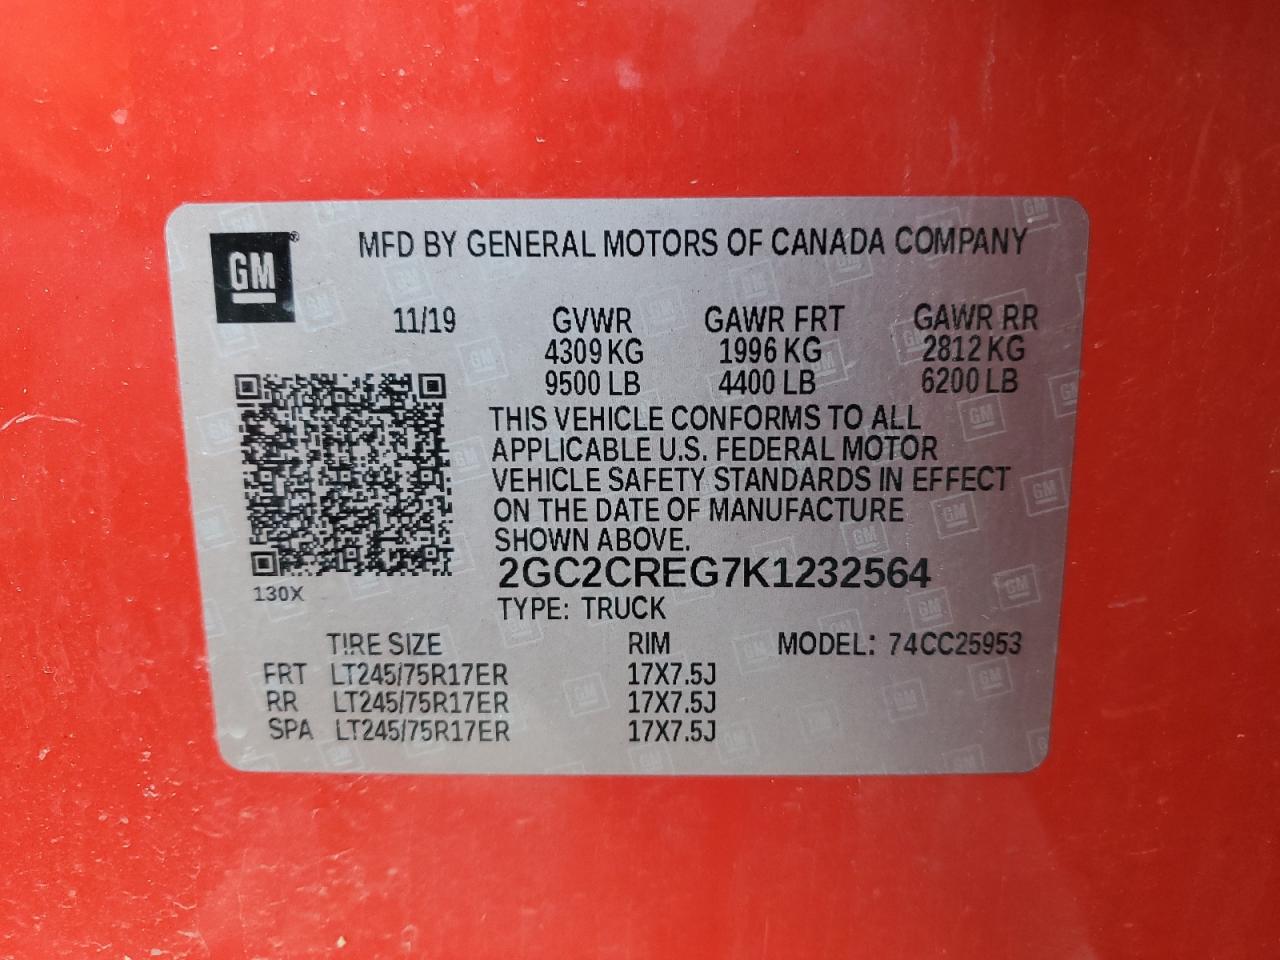 GM
MFD BY GENERAL MOTORS OF CANADA COMPANY
11/19 GVWR GAWR FRT GAWR RR
4309 KG 1996 KG 2812 KG
9500 LB 4400 LB 6200 LB
THIS VEHICLE CONFORMS TO ALL
APPLICABLE U.S. FEDERAL MOTOR
VEHICLE SAFETY STANDARDS IN EFFECT
ON THE DATE OF MANUFACTURE
SHOWN ABOVE.
2GC2CREG7K1232564
130X
TYPE: TRUCK
TIRE SIZE RIM MODEL: 74CC25953
FRT LT245/75R17ER 17X7.5J
RR LT245/75R17ER 17X7.5J
SPA LT245/75R17ER 17X7.5J